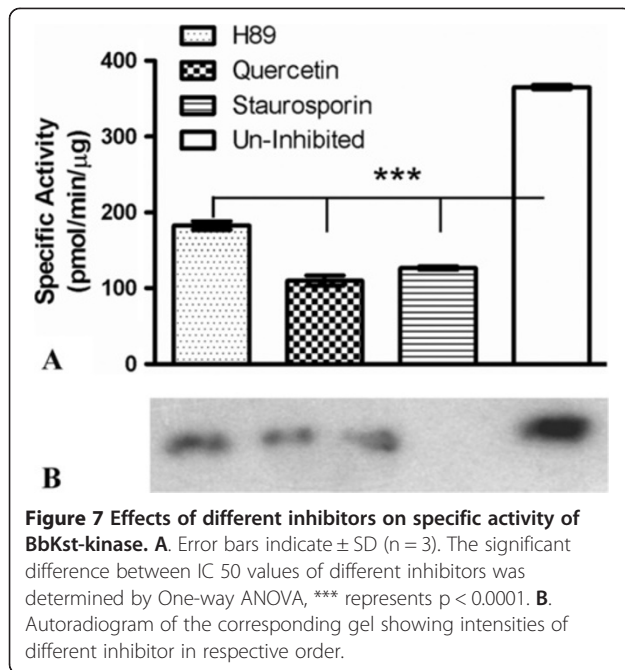 H89
Quercetin
Staurosporin
Un-Inhibited
***
Specific Activity
(pmol/min/µg)
400
300
200
100
0
A
B
Figure 7 Effects of different inhibitors on specific activity of
BbKst-kinase. A. Error bars indicate ± SD (n = 3). The significant
difference between IC 50 values of different inhibitors was
determined by One-way ANOVA, *** represents p < 0.0001. B.
Autoradiogram of the corresponding gel showing intensities of
different inhibitor in respective order.